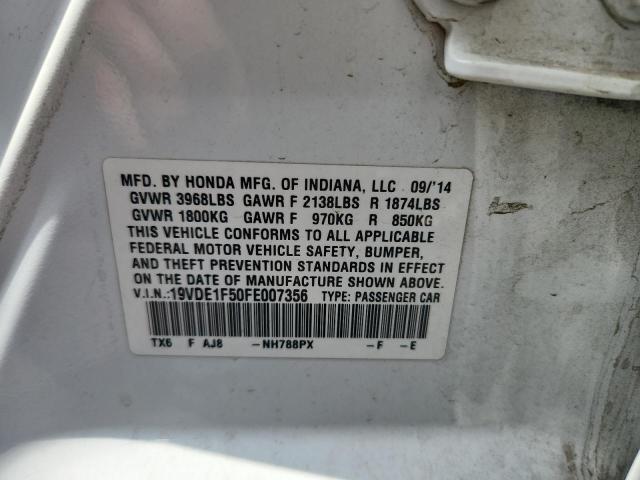 MFD. BY HONDA MFG. OF INDIANA, LLC 09/'14
GVWR 3968LBS GAWR F 2138LBS R 1874LBS
GVWR 1800KG GAWR F 970KG R 850KG
THIS VEHICLE CONFORMS TO ALL APPLICABLE
FEDERAL MOTOR VEHICLE SAFETY, BUMPER,
AND THEFT PREVENTION STANDARDS IN EFFECT
ON THE DATE OF MANUFACTURE SHOWN ABOVE.
V.I.N.:19VDE1F50FE007356 TYPE: PASSENGER CAR
TX6 F AJ8 -NH788PX -F -E